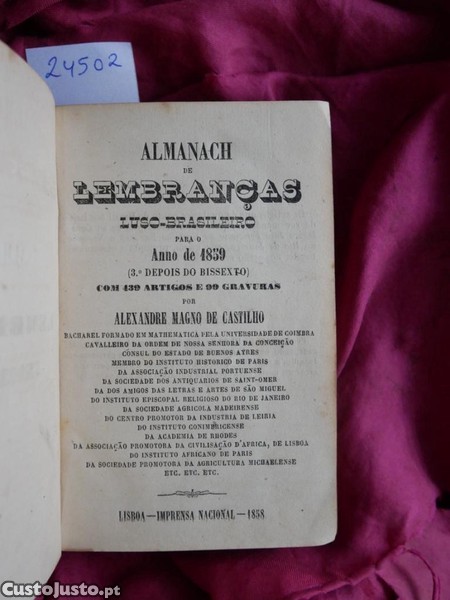 24502
ALMANACH
DE
LEMBRANÇAS
LUSO-BRASILEIRO
PARA O
Anno de 1859
(3.º DEPOIS DO BISSEXTO)
COM 439 ARTIGOS E 99 GRAVURAS
POR
ALEXANDRE MAGNO DE CASTILHO
BACHAREL FORMADO EM MATHEMATICA PELA UNIVERSIDADE DE COIMBRA
CAVALLEIRO DA ORDEM DE NOSSA SENHORA DA CONCEIÇÃO
CONSUL DO ESTADO DE BUENOS AYRES
MEMBRO DO INSTITUTO HISTORICO DE PARIS
DA ASSOCIAÇÃO INDUSTRIAL PORTUENSE
DA SOCIEDADE DOS ANTIQUARIOS DE SAINT-OMER
DA DOS AMIGOS DAS LETRAS E ARTES DE SÃO MIGUEL
DO INSTITUTO EPISCOPAL RELIGIOSO DO RIO DE JANEIRO
DA SOCIEDADE AGRICOLA MADEIRENSE
DO CENTRO PROMOTOR DA INDUSTRIA DE LEIRIA
DO INSTITUTO CONIMBRICENSE
DA ACADEMIA DE RHODES
DA ASSOCIAÇÃO PROMOTORA DA CIVILISAÇÃO D'AFRICA, DE LISBOA
DO INSTITUTO AFRICANO DE PARIS
DA SOCIEDADE PROMOTORA DA AGRICULTURA MICHAELENSE
ETC. ETC. ETC.
LISBOA—IMPRENSA NACIONAL—1858
CustoJusto.pt